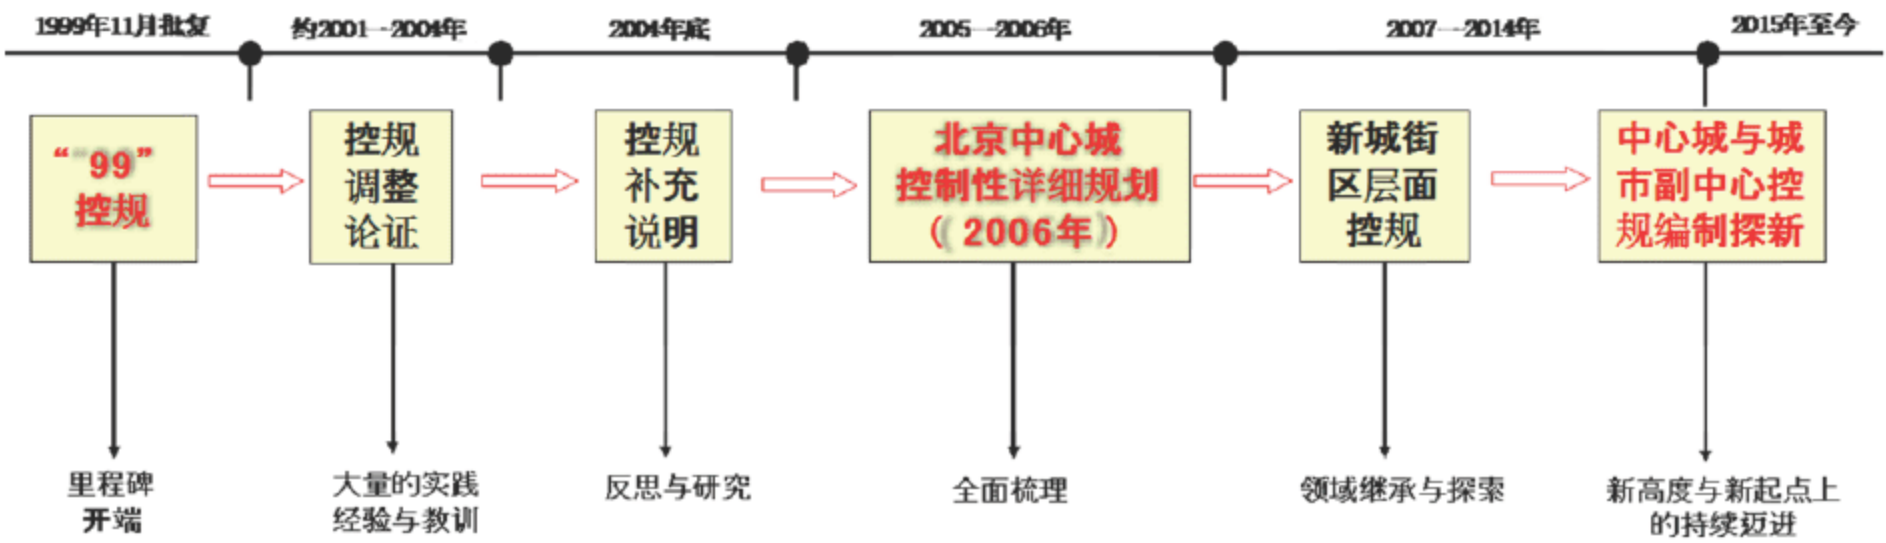 1999年11月批复
约2001—2004年
2004年底
2005—2006年
2007—2014年
2015年至今
“99”
控规
控规
调整
论证
控规
补充
说明
北京中心城
控制性详细规划
（2006年）
新城街
区层面
控规
中心城与城
市副中心控
规编制探新
里程碑
开端
大量的实践
经验与教训
反思与研究
全面梳理
领域继承与探索
新高度与新起点上
的持续迈进